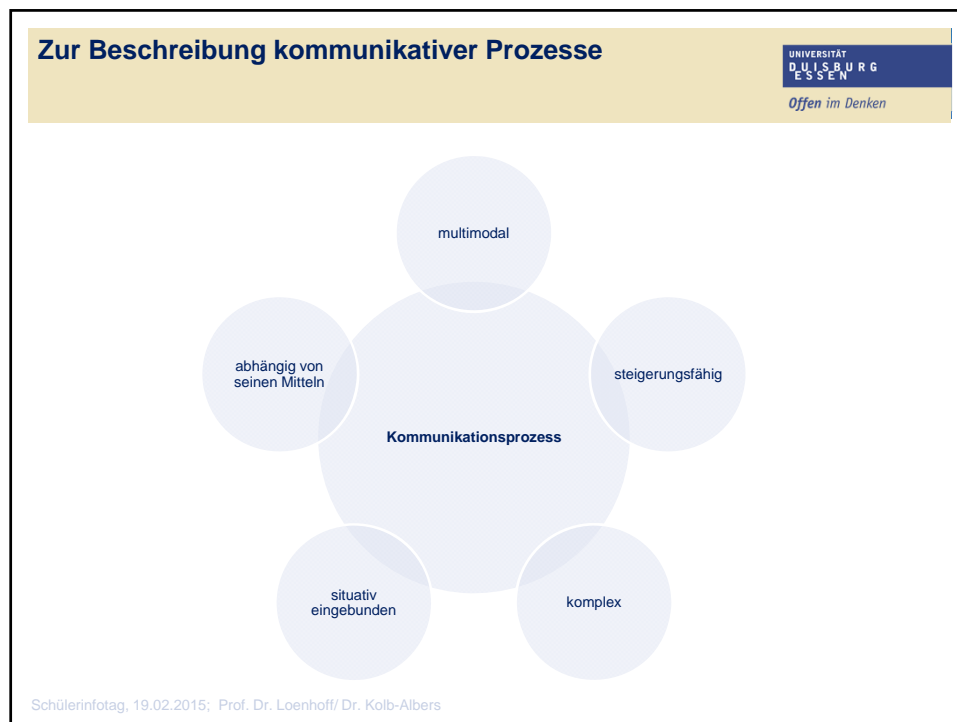 Zur Beschreibung kommunikativer Prozesse
UNIVERSITÄT
DUISBURG
ESSEN
Offen im Denken
multimodal
abhängig von
seinen Mitteln
steigerungsfähig
Kommunikationsprozess
situativ
eingebunden
komplex
Schülerinfotag, 19.02.2015; Prof. Dr. Loenhoff/ Dr. Kolb-Albers